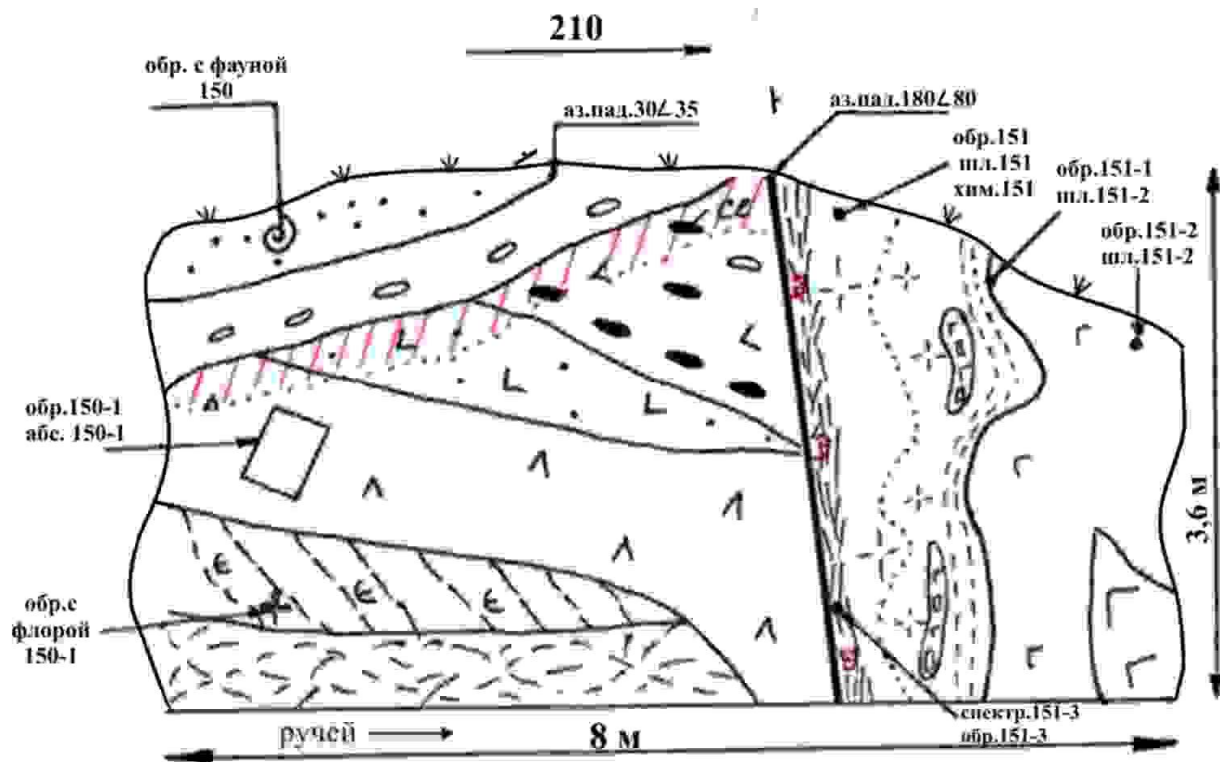 210
обр. с фауной
150
аз.пад.30∠35
аз.пад.180∠80
обр.151
шл.151
хим.151
обр.151-1
шл.151-2
обр.151-2
шл.151-2
обр.150-1
абс. 150-1
обр.с
флорой
150-1
3,6 м
спектр.151-3
обр.151-3
ручей
8 м